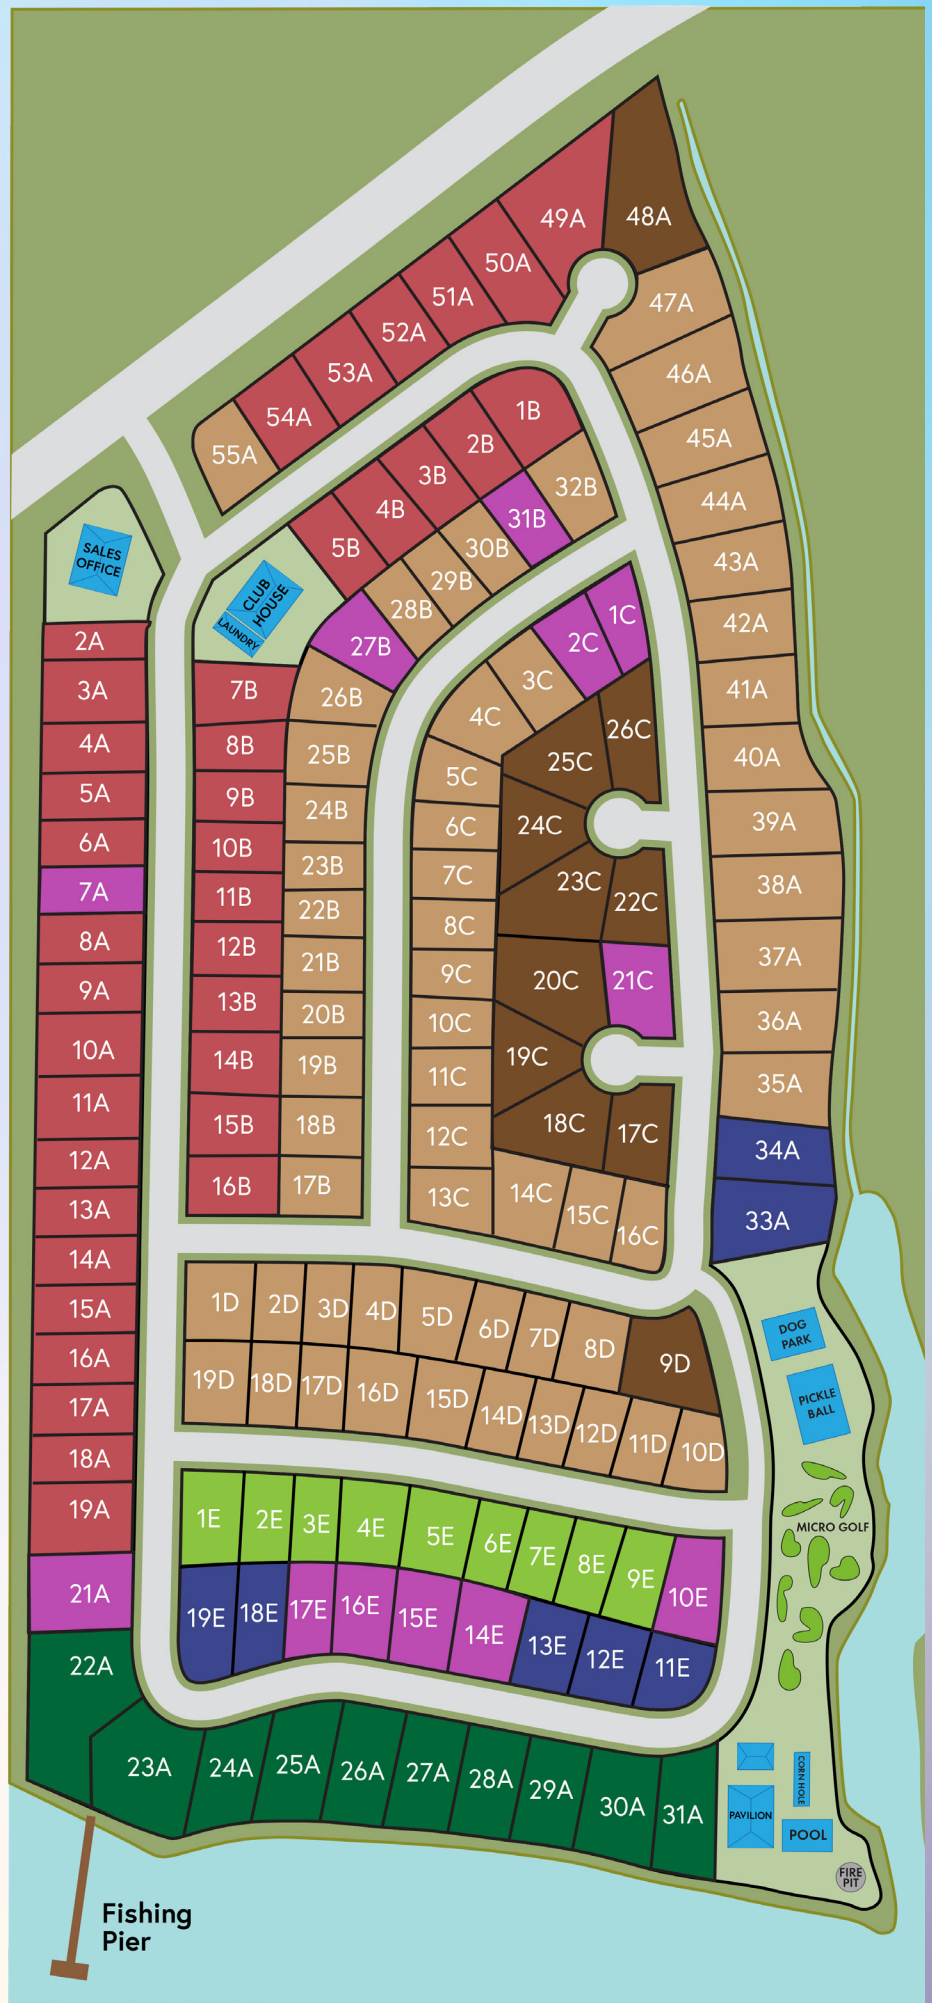 48A
49A
50A
51A
52A
53A
54A
55A
47A
46A
45A
44A
43A
42A
41A
40A
39A
38A
37A
36A
35A
34A
33A
1B
2B
3B
4B
5B
32B
31B
30B
29B
28B
27B
26B
25B
24B
23B
22B
21B
20B
19B
18B
17B
SALES
OFFICE
CLUB
HOUSE
LAUNDRY
7B
8B
9B
10B
11B
12B
13B
14B
15B
16B
2A
3A
4A
5A
6A
7A
8A
9A
10A
11A
12A
13A
14A
15A
16A
17A
18A
19A
21A
22A
1C
2C
3C
4C
5C
6C
7C
8C
9C
10C
11C
12C
13C
14C
15C
16C
26C
25C
24C
23C
22C
21C
20C
19C
18C
17C
1D
2D
3D
4D
5D
6D
7D
8D
9D
19D
18D
17D
16D
15D
14D
13D
12D
11D
10D
1E
2E
3E
4E
5E
6E
7E
8E
9E
10E
19E
18E
17E
16E
15E
14E
13E
12E
11E
23A
24A
25A
26A
27A
28A
29A
30A
31A
DOG
PARK
PICKLE
BALL
MICRO GOLF
CORN HOLE
PAVILION
POOL
FIRE
PIT
Fishing
Pier